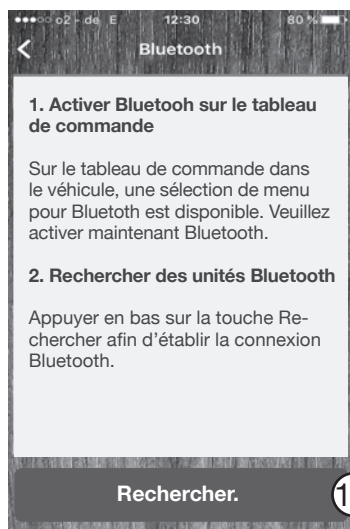 o2 - de E 12:30 80 %
Bluetooth
1. Activer Bluetooh sur le tableau
de commande
Sur le tableau de commande dans
le véhicule, une sélection de menu
pour Bluetoth est disponible. Veuillez
activer maintenant Bluetooth.
2. Rechercher des unités Bluetooth
Appuyer en bas sur la touche Re-
chercher afin d’établir la connexion
Bluetooth.
Rechercher.
1